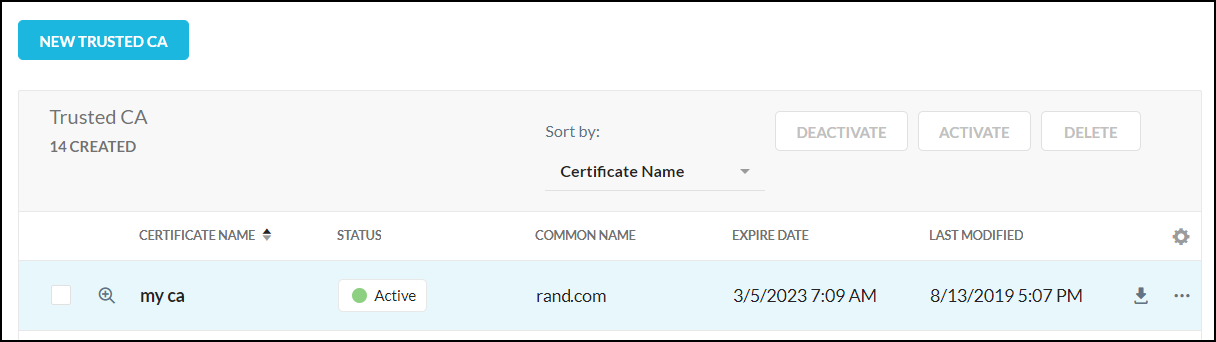 NEW TRUSTED CA
Trusted CA
14 CREATED
Sort by:
Certificate Name
DEACTIVATE
ACTIVATE
DELETE
CERTIFICATE NAME STATUS COMMON NAME EXPIRE DATE LAST MODIFIED
my ca Active rand.com 3/5/2023 7:09 AM 8/13/2019 5:07 PM